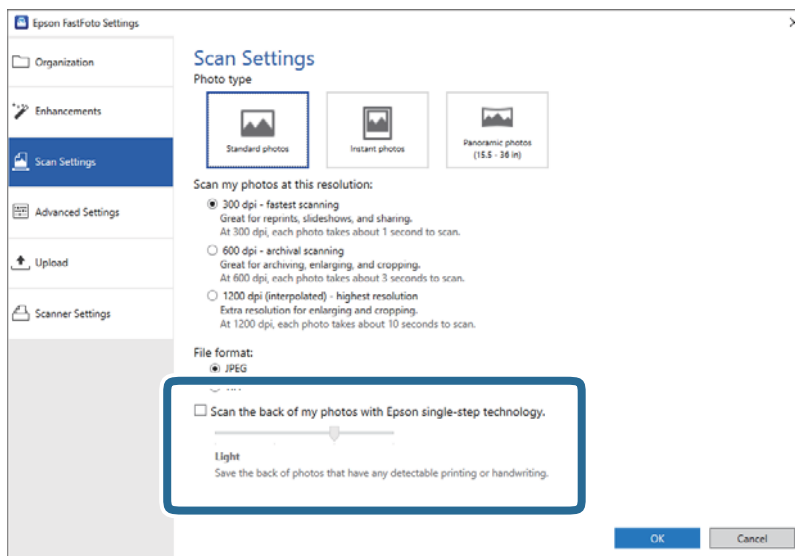 Epson FastFoto Settings
Organization
Enhancements
Scan Settings
Advanced Settings
Upload
Scanner Settings
Scan Settings
Photo type
Standard photos
Instant photos
Panoramic photos
(15.5 - 36 in)
Scan my photos at this resolution:
300 dpi - fastest scanning
Great for reprints, slideshows, and sharing.
At 300 dpi, each photo takes about 1 second to scan.
600 dpi - archival scanning
Great for archiving, enlarging, and cropping.
At 600 dpi, each photo takes about 3 seconds to scan.
1200 dpi (interpolated) - highest resolution
Extra resolution for enlarging and cropping.
At 1200 dpi, each photo takes about 10 seconds to scan.
File format:
JPEG
Scan the back of my photos with Epson single-step technology.
Light
Save the back of photos that have any detectable printing or handwriting.
OK
Cancel